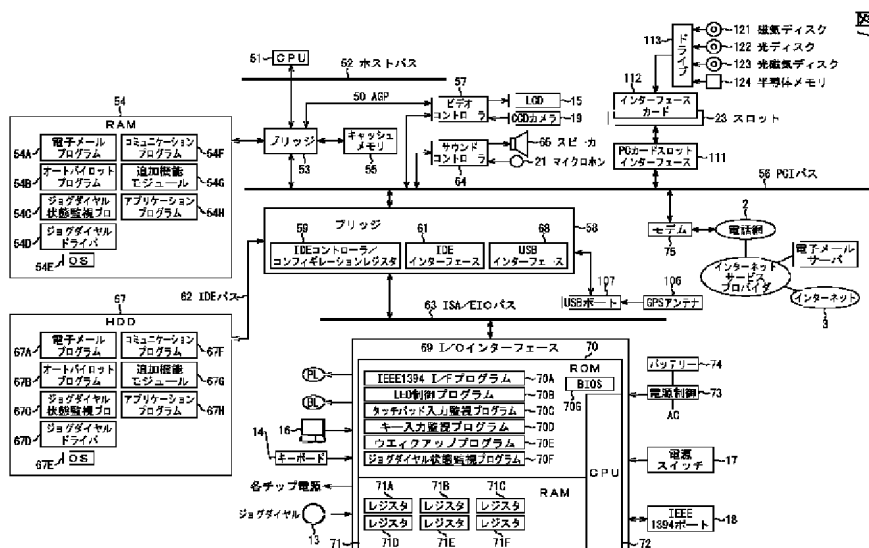 図
51 CPU
52 ホストバス
50 AGP
57
ビデオ
コントローラ
LCD 15
CCDカメラ 19
ブリッジ
53
キャッシュ
メモリ
55
サウンド
コントローラ
64
65 スピーカ
21 マイクロホン
113 ドライブ
121 磁気ディスク
122 光ディスク
123 光磁気ディスク
124 半導体メモリ
112
インターフェース
カード
23 スロット
PCカードスロット
インターフェース 111
56 PCIバス
54
RAM
54A 電子メール
プログラム
コミュニケーション
プログラム 54F
54B オートパイロット
プログラム
追加機能
モジュール 54G
54C ジョグダイヤル
状態監視プロ
アプリケーション
プログラム 54H
54D ジョグダイヤル
ドライバ
54E OS
ブリッジ 58
59
IDEコントローラ/
コンフィギレーションレジスタ
61
IDE
インターフェース
68
USB
インターフェース
62 IDEバス
107
USBポート
106
GPSアンテナ
63 ISA/EIOバス
モデム
75
2
電話網
インターネット
サービス
プロバイダ
電子メール
サーバ
インターネット
3
67
HDD
67A 電子メール
プログラム
コミュニケーション
プログラム 67F
67B オートパイロット
プログラム
追加機能
モジュール 67G
67C ジョグダイヤル
状態監視プロ
アプリケーション
プログラム 67H
67D ジョグダイヤル
ドライバ
67E OS
69 I/Oインターフェース
70
ROM
IEEE1394 I/Fプログラム 70A
LED制御プログラム 70B
タッチパッド入力監視プログラム 70C
キー入力監視プログラム 70D
ウエイクアッププログラム 70E
ジョグダイヤル状態監視プログラム 70F
BIOS
70G
CPU
72
RAM
71A 71B 71C
レジスタ レジスタ レジスタ
レジスタ レジスタ レジスタ
71D 71E 71F
71
PL
BL
16
14 キーボード
各チップ電源
ジョグダイヤル
13
バッテリー 74
電源制御 73
AC
電源
スイッチ 17
IEEE
1394ポート 18